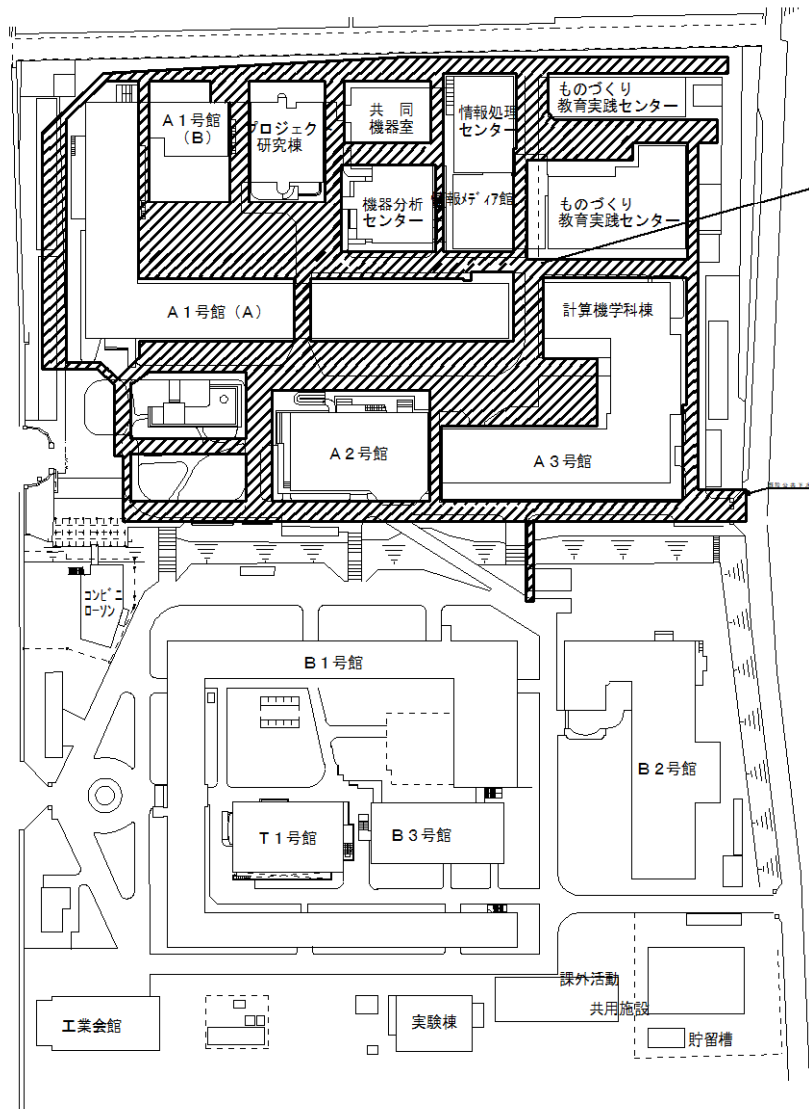 A1号館
(B)
プロジェク
研究棟
共 同
機器室
情報処理
センター
ものづくり
教育実践センター
機器分析
センター
報ﾒﾃﾞｨｱ館
ものづくり
教育実践センター
A1号館(A)
計算機学科棟
A2号館
A3号館
コンビニ
ローソン
B1号館
B2号館
T1号館
B3号館
課外活動
共用施設
工業会館
実験棟
貯留槽